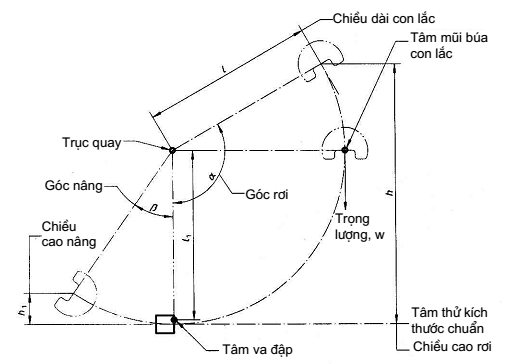 Chiều dài con lắc
Tâm mũi búa
con lắc
l
Trục quay
Góc nâng
α
Góc rơi
β
l₁
h
Chiều
cao nâng
Trọng
lượng, w
h₁
Tâm thử kích
thước chuẩn
Chiều cao rơi
Tâm va đập